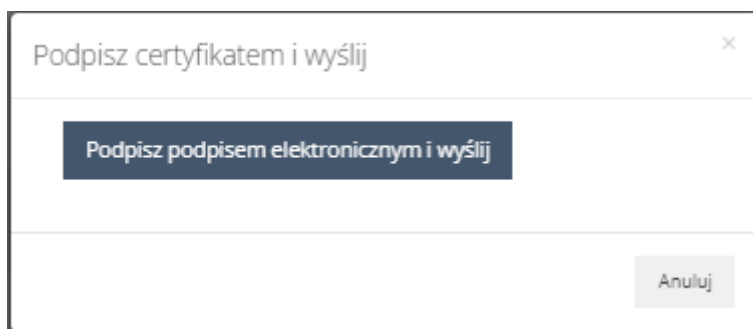 Podpisz certyfikatem i wyślij
×
Podpisz podpisem elektronicznym i wyślij
Anuluj